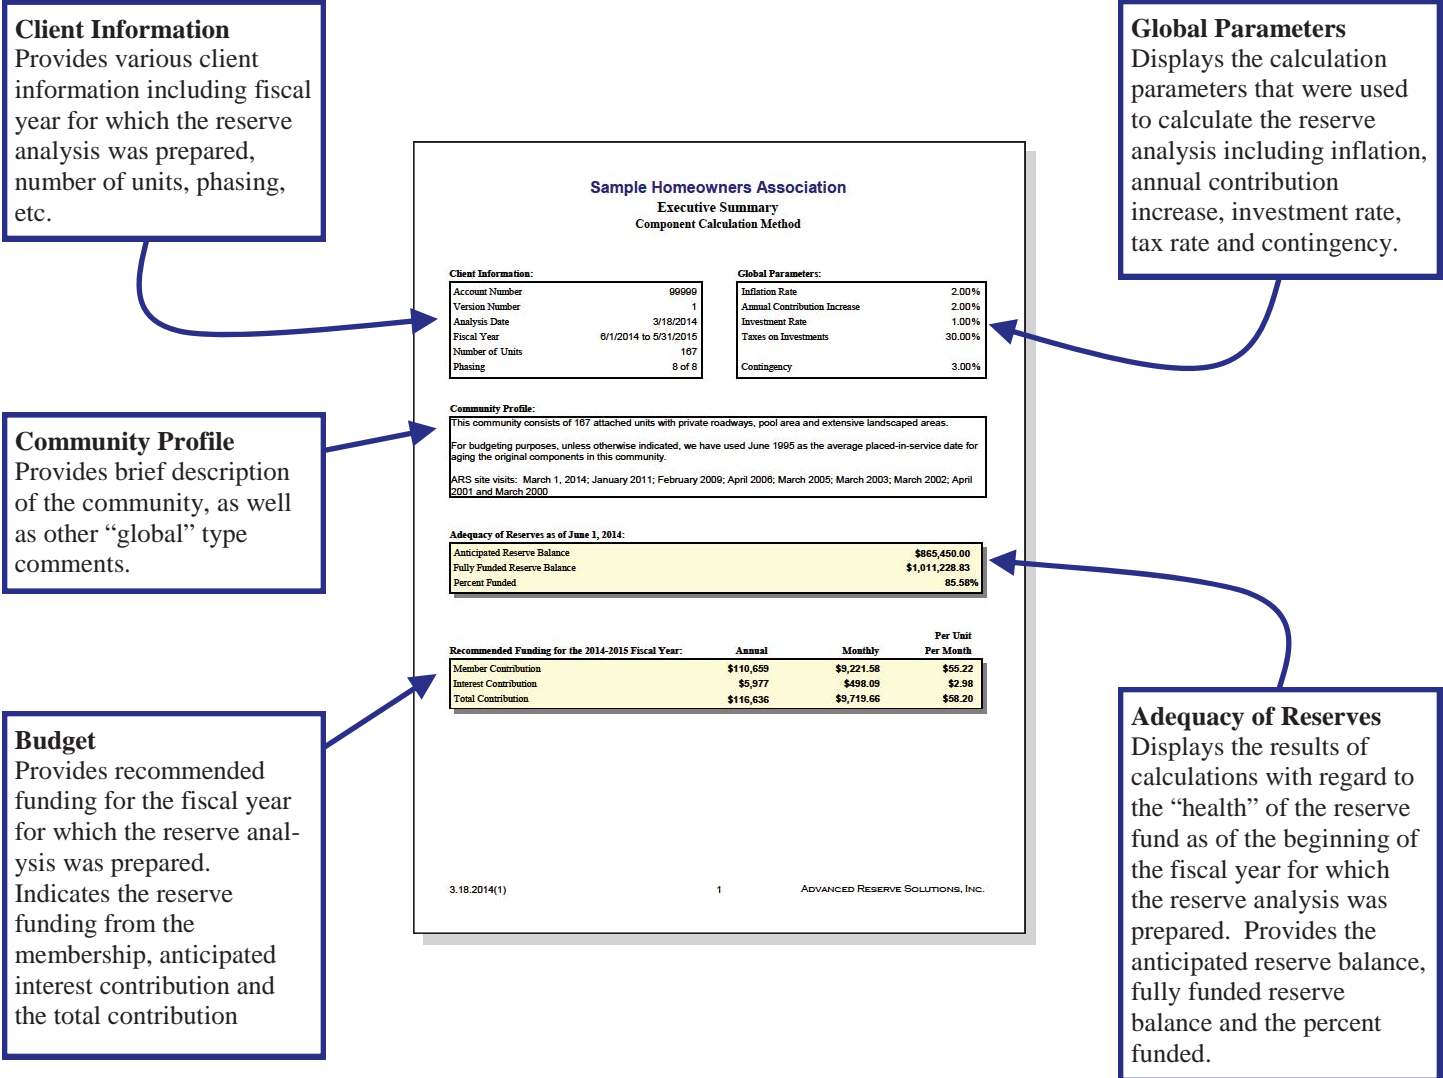 Client Information
Provides various client
information including fiscal
year for which the reserve
analysis was prepared,
number of units, phasing,
etc.
Community Profile
Provides brief description
of the community, as well
as other “global” type
comments.
Budget
Provides recommended
funding for the fiscal year
for which the reserve anal-
ysis was prepared.
Indicates the reserve
funding from the
membership, anticipated
interest contribution and
the total contribution
Sample Homeowners Association
Executive Summary
Component Calculation Method
Client Information:
Account Number 99999
Version Number 1
Analysis Date 3/18/2014
Fiscal Year 6/1/2014 to 5/31/2015
Number of Units 167
Phasing 8 of 8
Global Parameters:
Inflation Rate 2.00%
Annual Contribution Increase 2.00%
Investment Rate 1.00%
Taxes on Investments 30.00%
Contingency 3.00%
Community Profile:
This community consists of 167 attached units with private roadways, pool area and extensive landscaped areas.
For budgeting purposes, unless otherwise indicated, we have used June 1995 as the average placed-in-service date for
aging the original components in this community.
ARS site visits: March 1, 2014; January 2011; February 2009; April 2006; March 2005; March 2003; March 2002; April
2001 and March 2000
Adequacy of Reserves as of June 1, 2014:
Anticipated Reserve Balance $865,450.00
Fully Funded Reserve Balance $1,011,228.83
Percent Funded 85.58%
Per Unit
Recommended Funding for the 2014-2015 Fiscal Year: Annual Monthly Per Month
Member Contribution $110,659 $9,221.58 $55.22
Interest Contribution $5,977 $498.09 $2.98
Total Contribution $116,636 $9,719.66 $58.20
3.18.2014(1) 1 Advanced Reserve Solutions, Inc.
Global Parameters
Displays the calculation
parameters that were used
to calculate the reserve
analysis including inflation,
annual contribution
increase, investment rate,
tax rate and contingency.
Adequacy of Reserves
Displays the results of
calculations with regard to
the “health” of the reserve
fund as of the beginning of
the fiscal year for which
the reserve analysis was
prepared.  Provides the
anticipated reserve balance,
fully funded reserve
balance and the percent
funded.